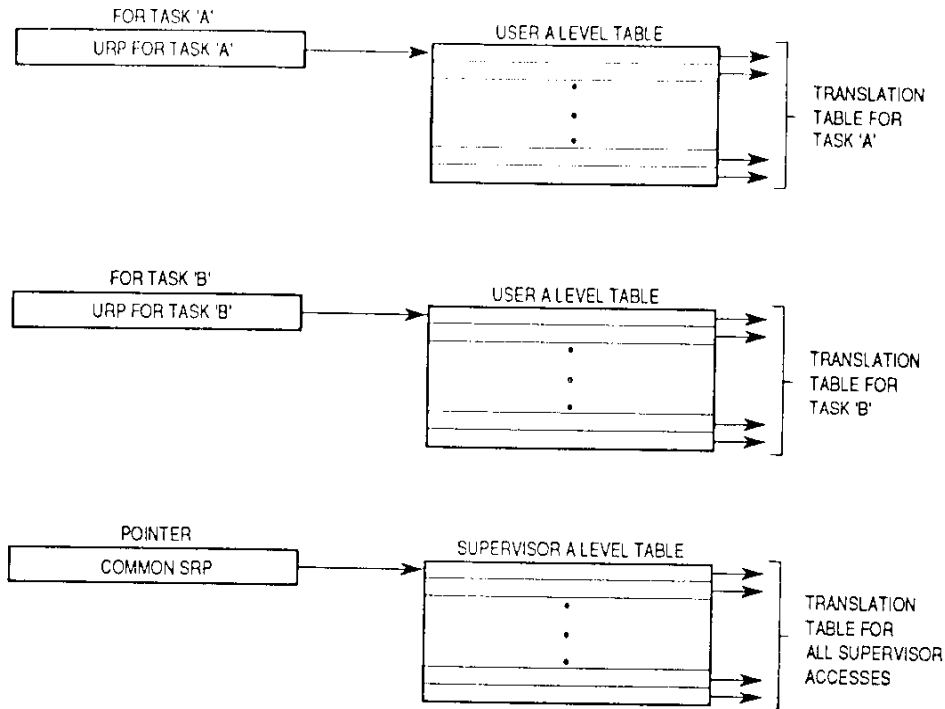 FOR TASK 'A'
URP FOR TASK 'A'
USER A LEVEL TABLE
TRANSLATION
TABLE FOR
TASK 'A'
FOR TASK 'B'
URP FOR TASK 'B'
USER A LEVEL TABLE
TRANSLATION
TABLE FOR
TASK 'B'
POINTER
COMMON SRP
SUPERVISOR A LEVEL TABLE
TRANSLATION
TABLE FOR
ALL SUPERVISOR
ACCESSES